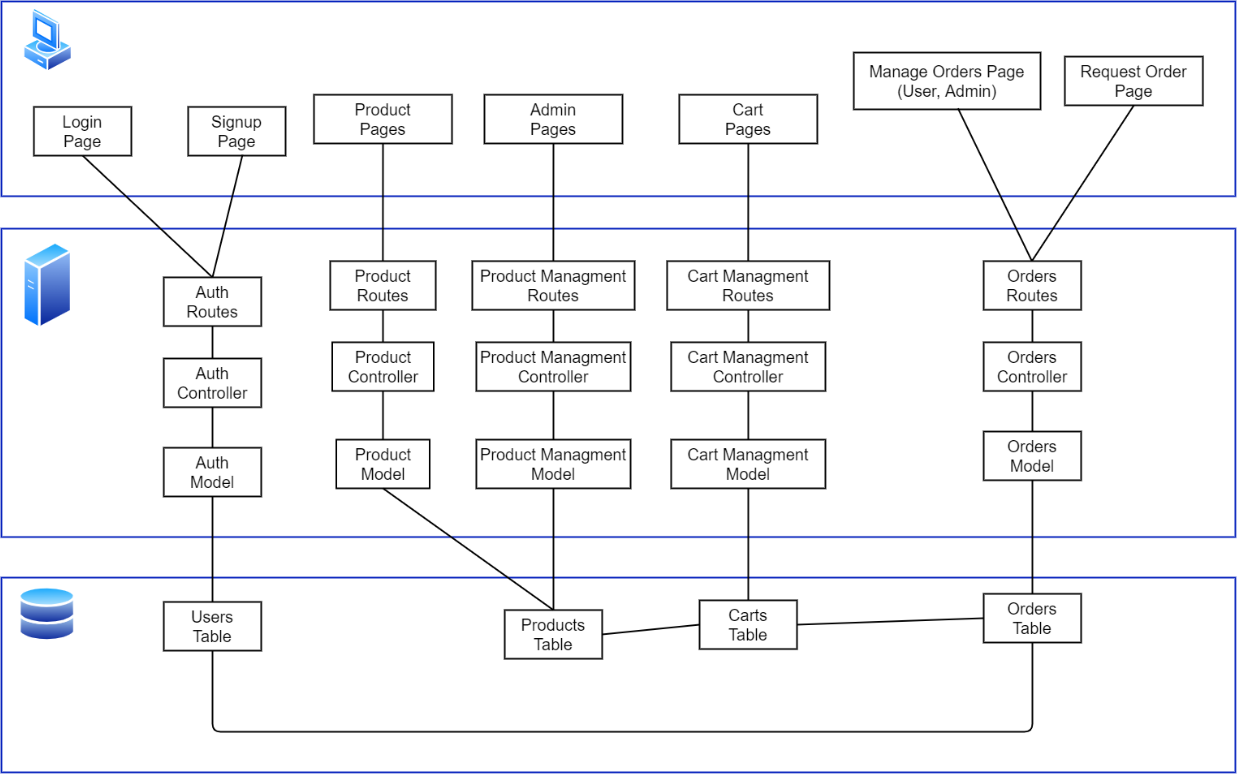 Login
Page
Signup
Page
Product
Pages
Admin
Pages
Cart
Pages
Manage Orders Page
(User, Admin)
Request Order
Page
Auth
Routes
Product
Routes
Product Managment
Routes
Cart Managment
Routes
Orders
Routes
Auth
Controller
Product
Controller
Product Managment
Controller
Cart Managment
Controller
Orders
Controller
Auth
Model
Product
Model
Product Managment
Model
Cart Managment
Model
Orders
Model
Users
Table
Products
Table
Carts
Table
Orders
Table